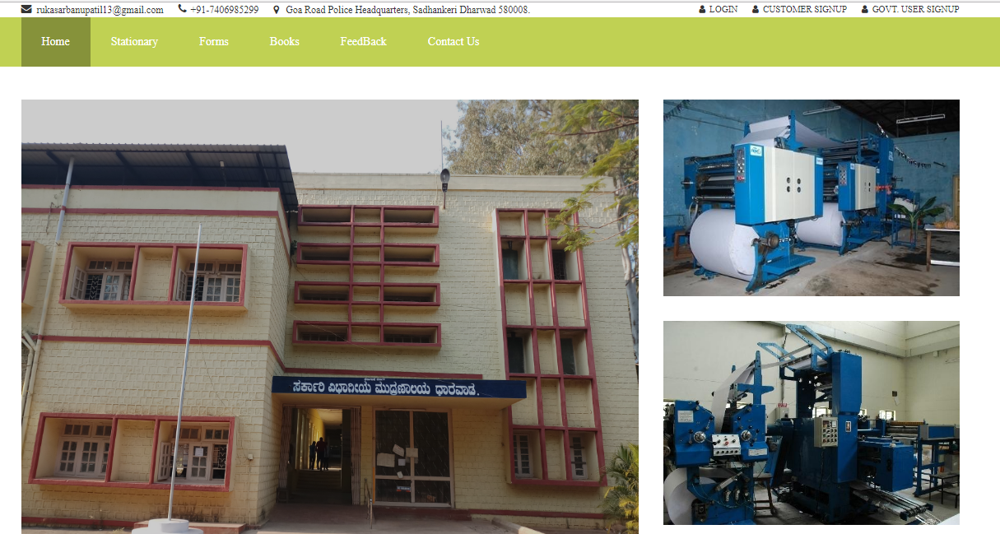 rukasarbanupatil13@gmail.com +91-7406985299 Goa Road Police Headquarters, Sadhankeri Dharwad 580008. LOGIN CUSTOMER SIGNUP GOVT. USER SIGNUP
Home Stationary Forms Books FeedBack Contact Us
ಸರ್ಕಾರಿ ವಿಭಾಗೀಯ ಮುದ್ರಣಾಲಯ ಧಾರವಾಡ.